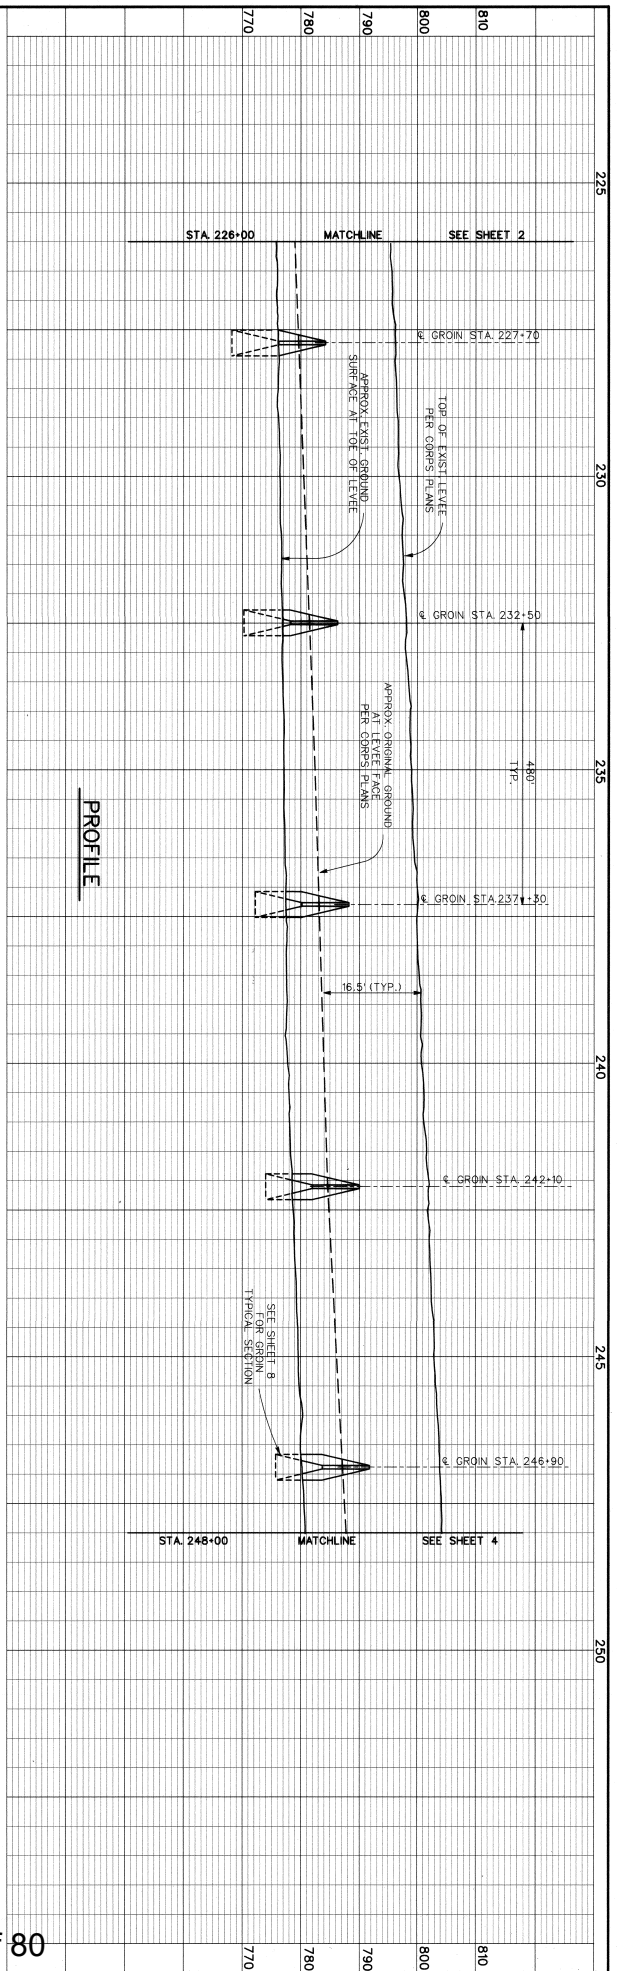 225
230
235
240
245
250
810
800
790
780
770
810
800
790
780
770
STA. 226+00
MATCHLINE
SEE SHEET 2
℄ GROIN STA. 227+70
TOP OF EXIST. LEVEE
PER CORPS PLANS
APPROX. EXIST. GROUND
SURFACE AT TOE OF LEVEE
℄ GROIN STA. 232+50
480'
TYP.
APPROX. ORIGINAL GROUND
AT LEVEE FACE
PER CORPS PLANS
℄ GROIN STA. 237+30
16.5' (TYP.)
℄ GROIN STA. 242+10
SEE SHEET 8
FOR GROIN
TYPICAL SECTION
℄ GROIN STA. 246+90
STA. 248+00
MATCHLINE
SEE SHEET 4
PROFILE
80